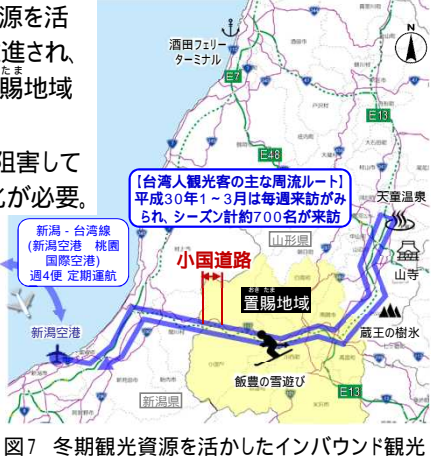 源を活
進され、
たま
賜地域
阻害して
化が必要。
酒田フェリー
ターミナル
N
E7
E13
E48
【台湾人観光客の主な周流ルート】
平成30年1～3月は毎週来訪がみ
られ、シーズン計約700名が来訪
天童温泉
新潟 - 台湾線
(新潟空港 桃園
国際空港)
週4便 定期運航
山形県
小国道路
山寺
おき たま
置賜地域
新潟空港
蔵王の樹氷
飯豊の雪遊び
新潟県
E13
図7 冬期観光資源を活かしたインバウンド観光